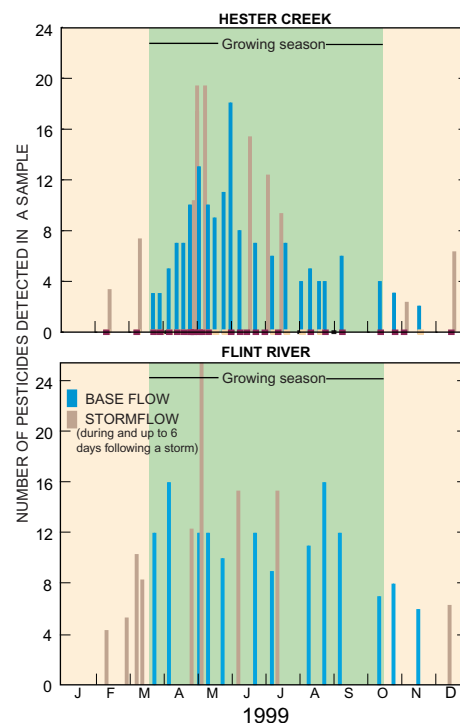 HESTER CREEK
24
Growing season
20
16
12
8
4
0
NUMBER OF PESTICIDES DETECTED IN A SAMPLE
FLINT RIVER
24
Growing season
BASE FLOW
STORMFLOW
(during and up to 6
days following a storm)
20
16
12
8
4
0
J F M A M J J A S O N D
1999